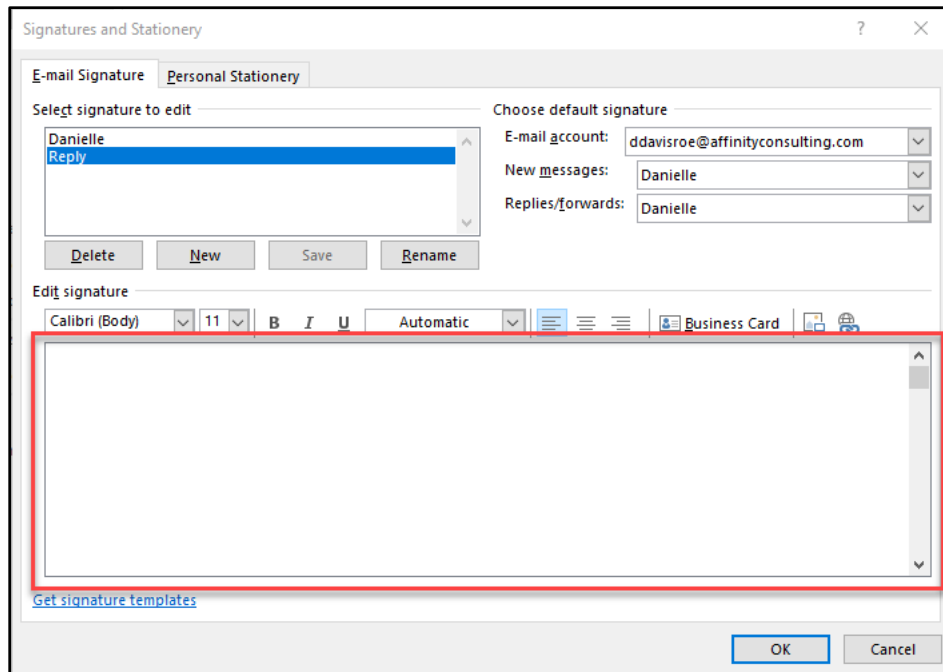 Signatures and Stationery ?
E-mail Signature Personal Stationery
Select signature to edit
Danielle
Reply
Choose default signature
E-mail account: ddavisroe@affinityconsulting.com
New messages: Danielle
Replies/forwards: Danielle
Delete New Save Rename
Edit signature
Calibri (Body) 11 B I U Automatic Business Card
Get signature templates
OK Cancel